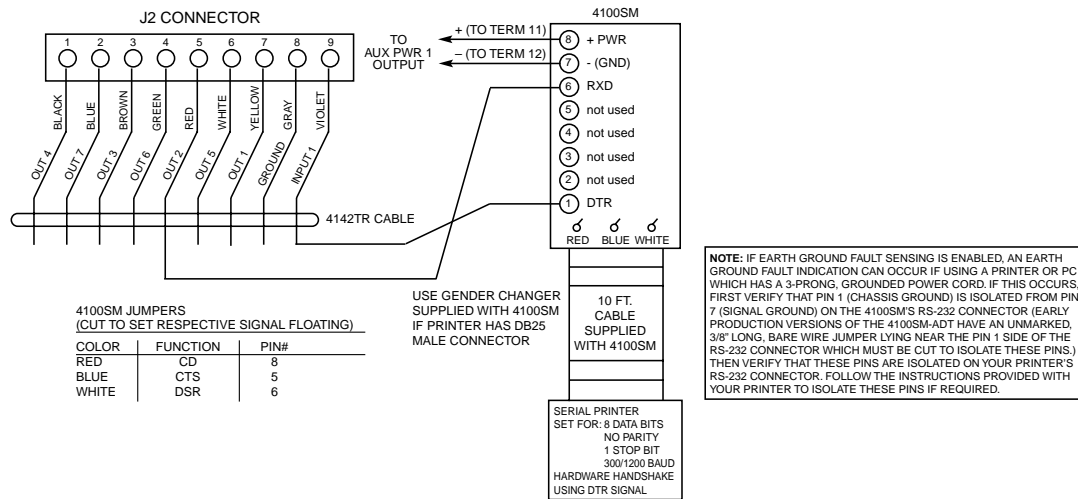 J2 CONNECTOR
1 2 3 4 5 6 7 8 9
BLACK
BLUE
BROWN
GREEN
RED
WHITE
YELLOW
GRAY
VIOLET
OUT 4
OUT 7
OUT 3
OUT 6
OUT 2
OUT 5
OUT 1
GROUND
INPUT 1
4142TR CABLE
TO
AUX PWR 1
OUTPUT
+ (TO TERM 11)
– (TO TERM 12)
4100SM
8 + PWR
7 - (GND)
6 RXD
5 not used
4 not used
3 not used
2 not used
1 DTR
RED BLUE WHITE
4100SM JUMPERS
(CUT TO SET RESPECTIVE SIGNAL FLOATING)
COLOR FUNCTION PIN#
RED CD 8
BLUE CTS 5
WHITE DSR 6
USE GENDER CHANGER
SUPPLIED WITH 4100SM
IF PRINTER HAS DB25
MALE CONNECTOR
10 FT.
CABLE
SUPPLIED
WITH 4100SM
SERIAL PRINTER
SET FOR: 8 DATA BITS
NO PARITY
1 STOP BIT
300/1200 BAUD
HARDWARE HANDSHAKE
USING DTR SIGNAL
NOTE: IF EARTH GROUND FAULT SENSING IS ENABLED, AN EARTH
GROUND FAULT INDICATION CAN OCCUR IF USING A PRINTER OR PC
WHICH HAS A 3-PRONG, GROUNDED POWER CORD. IF THIS OCCURS,
FIRST VERIFY THAT PIN 1 (CHASSIS GROUND) IS ISOLATED FROM PIN
7 (SIGNAL GROUND) ON THE 4100SM'S RS-232 CONNECTOR (EARLY
PRODUCTION VERSIONS OF THE 4100SM-ADT HAVE AN UNMARKED,
3/8" LONG, BARE WIRE JUMPER LYING NEAR THE PIN 1 SIDE OF THE
RS-232 CONNECTOR WHICH MUST BE CUT TO ISOLATE THESE PINS.)
THEN VERIFY THAT THESE PINS ARE ISOLATED ON YOUR PRINTER'S
RS-232 CONNECTOR. FOLLOW THE INSTRUCTIONS PROVIDED WITH
YOUR PRINTER TO ISOLATE THESE PINS IF REQUIRED.